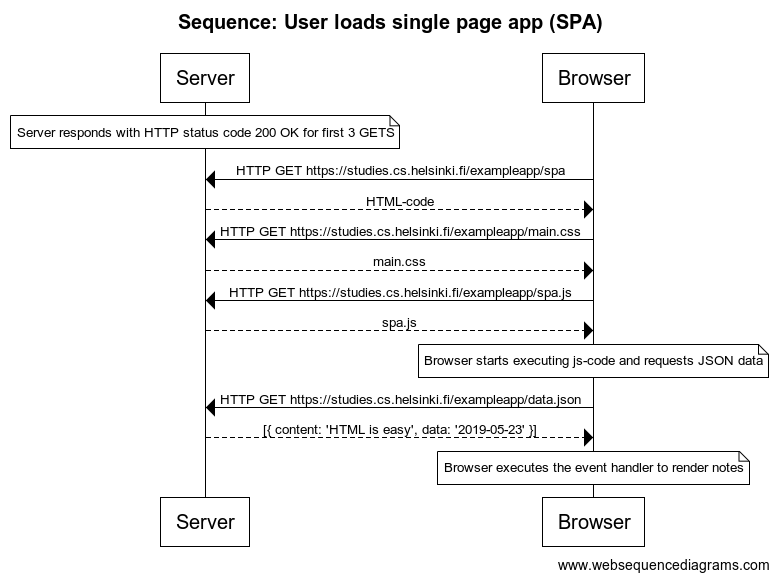 Sequence: User loads single page app (SPA)
Server
Browser
Server responds with HTTP status code 200 OK for first 3 GETS
HTTP GET https://studies.cs.helsinki.fi/exampleapp/spa
HTML-code
HTTP GET https://studies.cs.helsinki.fi/exampleapp/main.css
main.css
HTTP GET https://studies.cs.helsinki.fi/exampleapp/spa.js
spa.js
Browser starts executing js-code and requests JSON data
HTTP GET https://studies.cs.helsinki.fi/exampleapp/data.json
[{ content: 'HTML is easy', data: '2019-05-23' }]
Browser executes the event handler to render notes
Server
Browser
www.websequencediagrams.com